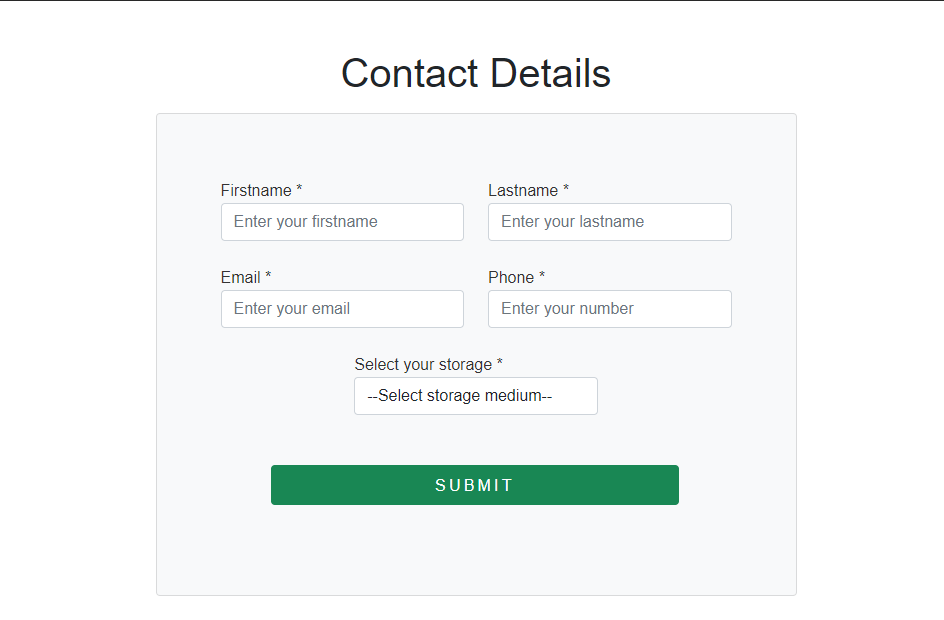 Contact Details
Firstname * Lastname *
Enter your firstname Enter your lastname
Email * Phone *
Enter your email Enter your number
Select your storage *
--Select storage medium--
SUBMIT